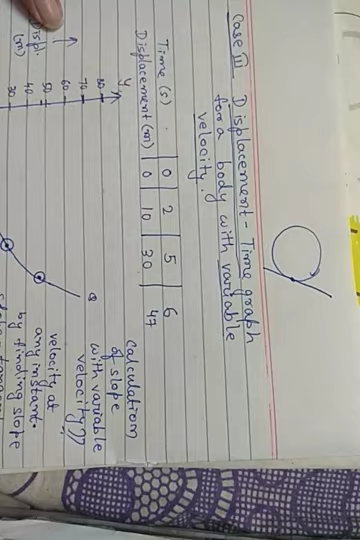 Case III Displacement - Time graph
for a body with variable
velocity.
Time (s) 0 2 5 6
Displacement (m) 0 10 30 47
y
80
70
60
50
40
30
Displ.
(m)
Q
Calculation
of slope
with variable
velocity
velocity at
any instant.
by finding slope